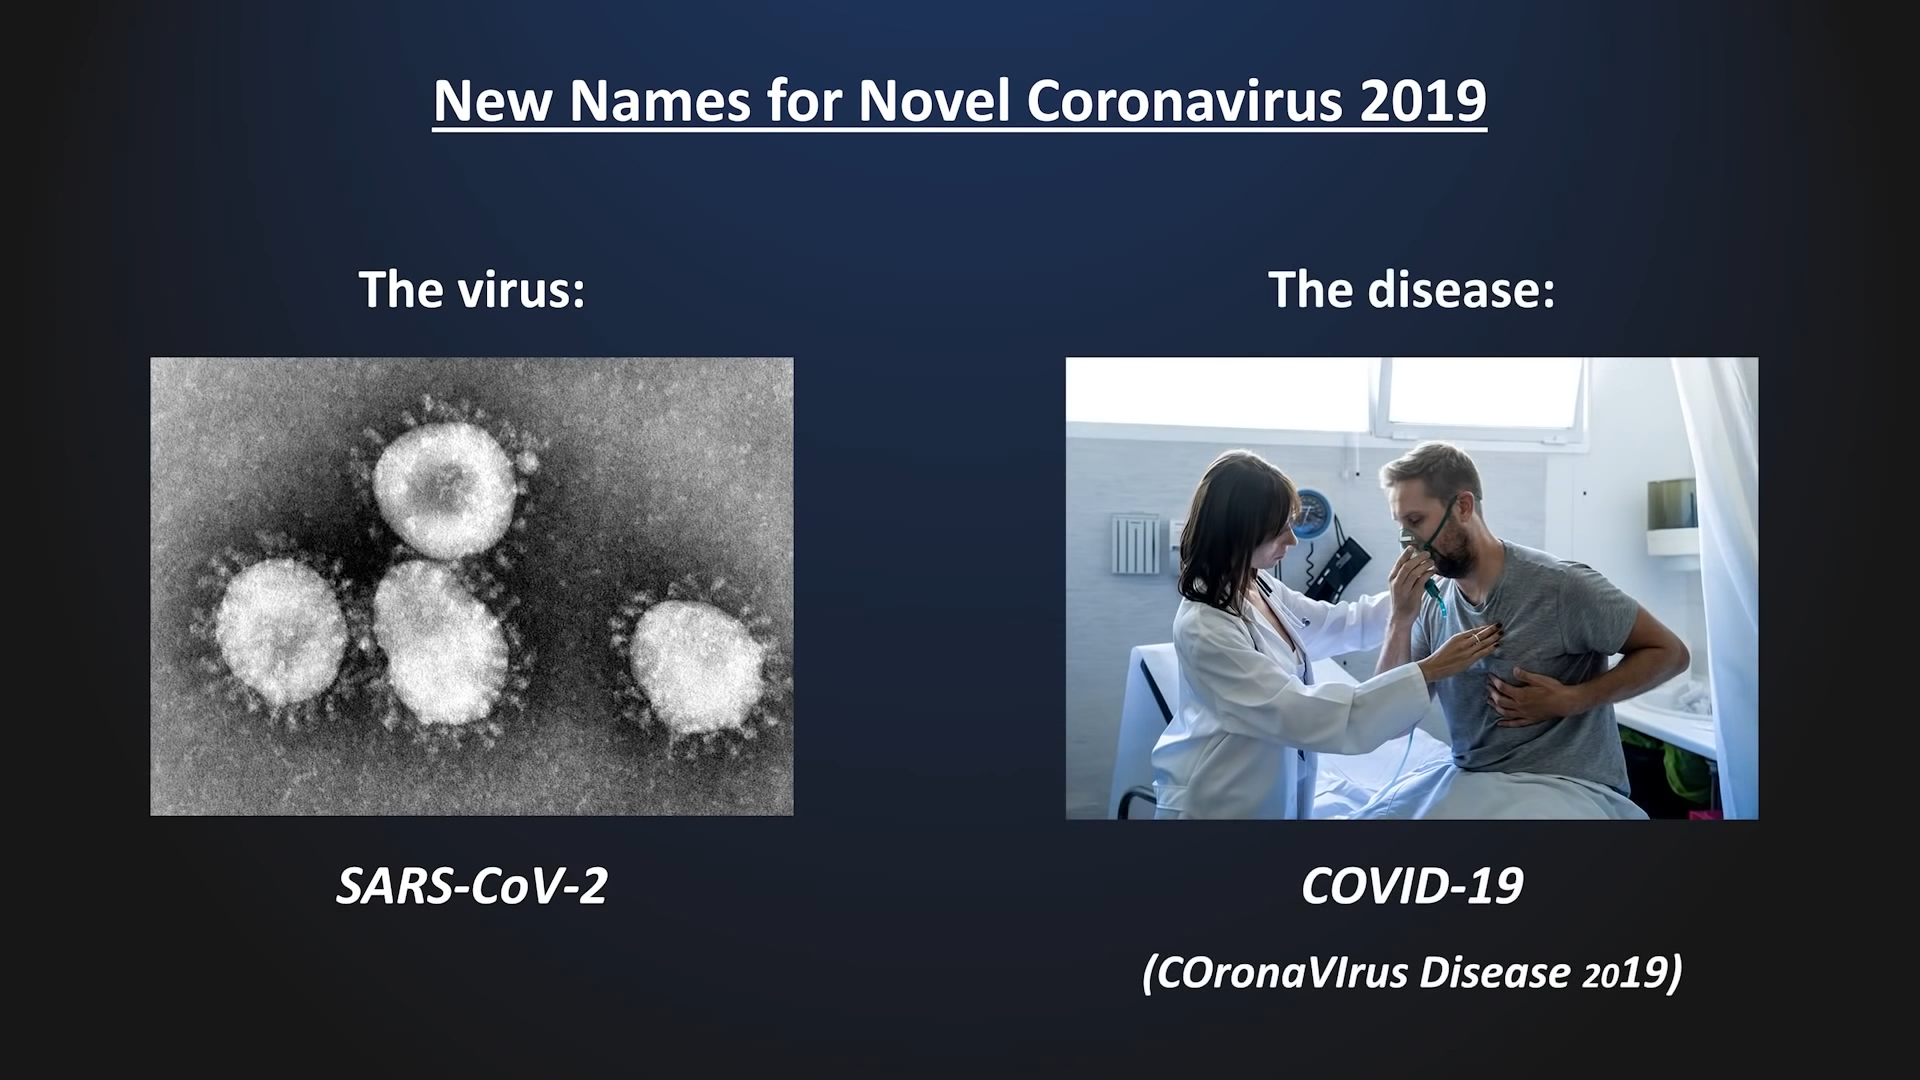 New Names for Novel Coronavirus 2019
The virus:
The disease:
SARS-CoV-2
COVID-19
(COronaVIrus Disease 2019)